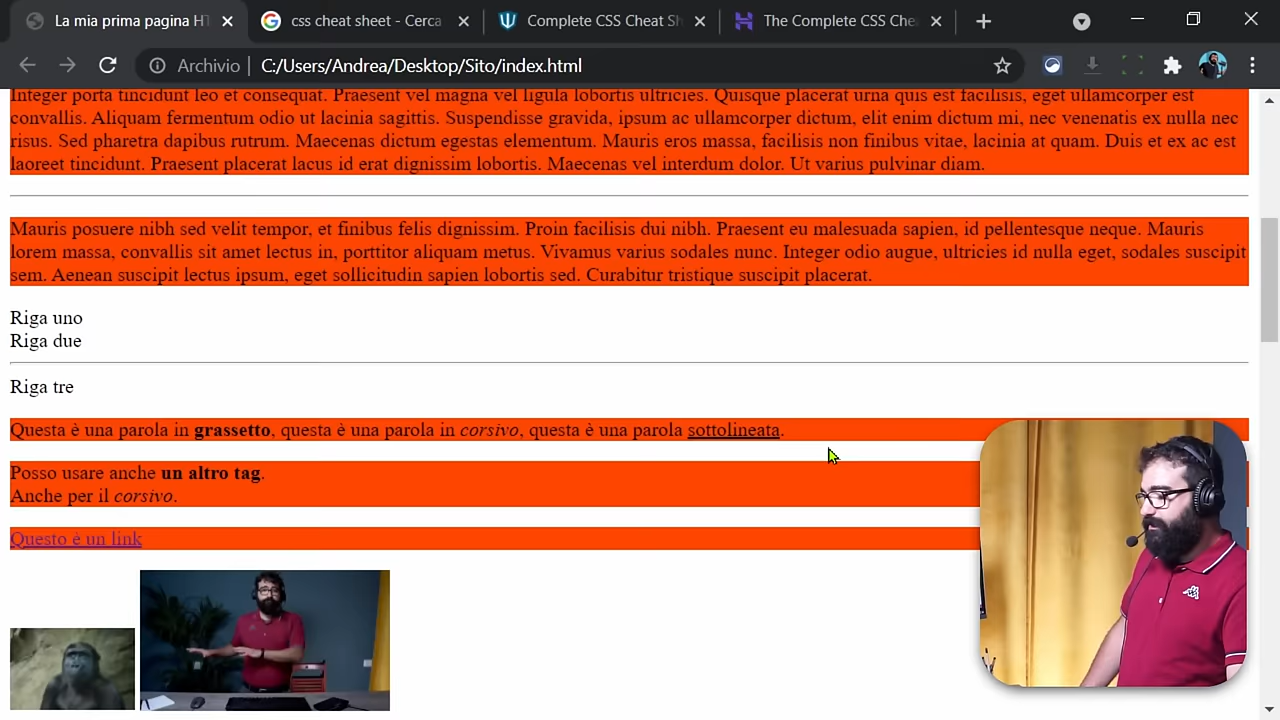 La mia prima pagina HT
css cheat sheet - Cerca
Complete CSS Cheat Sh
The Complete CSS Che
Archivio
C:/Users/Andrea/Desktop/Sito/index.html
Integer porta tincidunt leo et consequat. Praesent vel magna vel ligula lobortis ultricies. Quisque placerat urna quis est facilisis, eget ullamcorper est
convallis. Aliquam fermentum odio ut lacinia sagittis. Suspendisse gravida, ipsum ac ullamcorper dictum, elit enim dictum mi, nec venenatis ex nulla nec
risus. Sed pharetra dapibus rutrum. Maecenas dictum egestas elementum. Mauris eros massa, facilisis non finibus vitae, lacinia at quam. Duis et ex ac est
laoreet tincidunt. Praesent placerat lacus id erat dignissim lobortis. Maecenas vel interdum dolor. Ut varius pulvinar diam.
Mauris posuere nibh sed velit tempor, et finibus felis dignissim. Proin facilisis dui nibh. Praesent eu malesuada sapien, id pellentesque neque. Mauris
lorem massa, convallis sit amet lectus in, porttitor aliquam metus. Vivamus varius sodales nunc. Integer odio augue, ultricies id nulla eget, sodales suscipit
sem. Aenean suscipit lectus ipsum, eget sollicitudin sapien lobortis sed. Curabitur tristique suscipit placerat.
Riga uno
Riga due
Riga tre
Questa è una parola in grassetto, questa è una parola in corsivo, questa è una parola sottolineata.
Posso usare anche un altro tag.
Anche per il corsivo.
Questo è un link